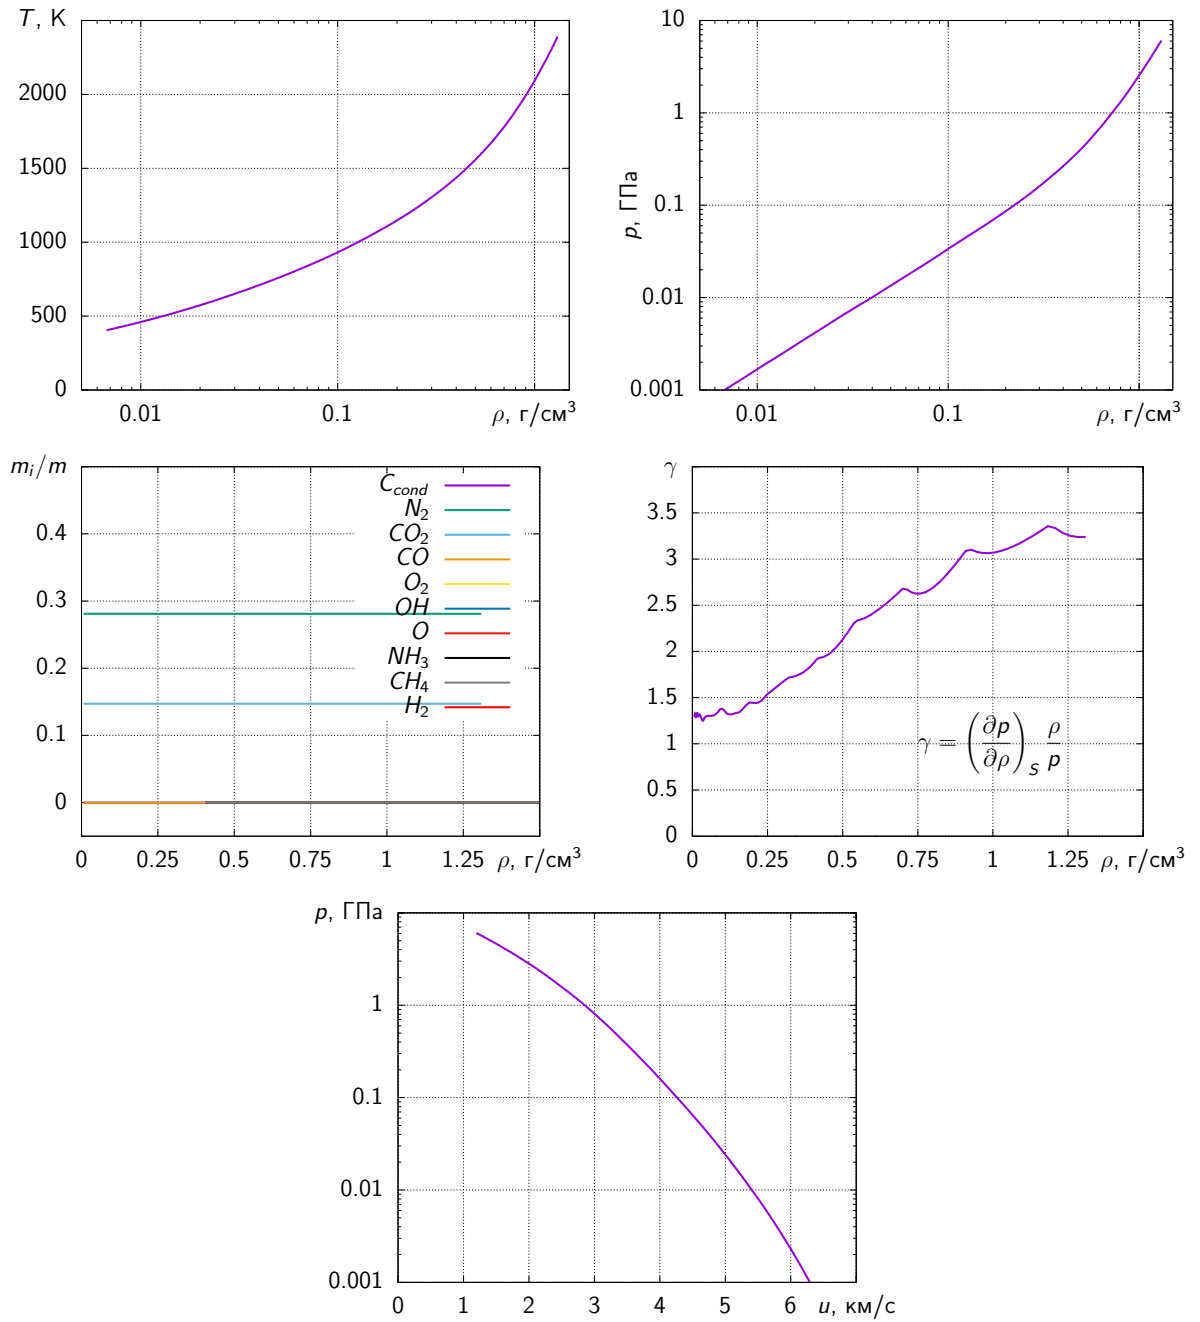 T, K
2000
1500
1000
500
0
0.01
0.1
ρ, г/см³
10
1
0.1
0.01
0.001
p, ГПа
0.01
0.1
ρ, г/см³
m_i/m
0.4
0.3
0.2
0.1
0
C_cond
N₂
CO₂
CO
O₂
OH
O
NH₃
CH₄
H₂
0
0.25
0.5
0.75
1
1.25
ρ, г/см³
γ
3.5
3
2.5
2
1.5
1
0.5
0
γ = (∂p/∂ρ)_S ρ/p
0
0.25
0.5
0.75
1
1.25
ρ, г/см³
p, ГПа
1
0.1
0.01
0.001
0
1
2
3
4
5
6
u, км/с